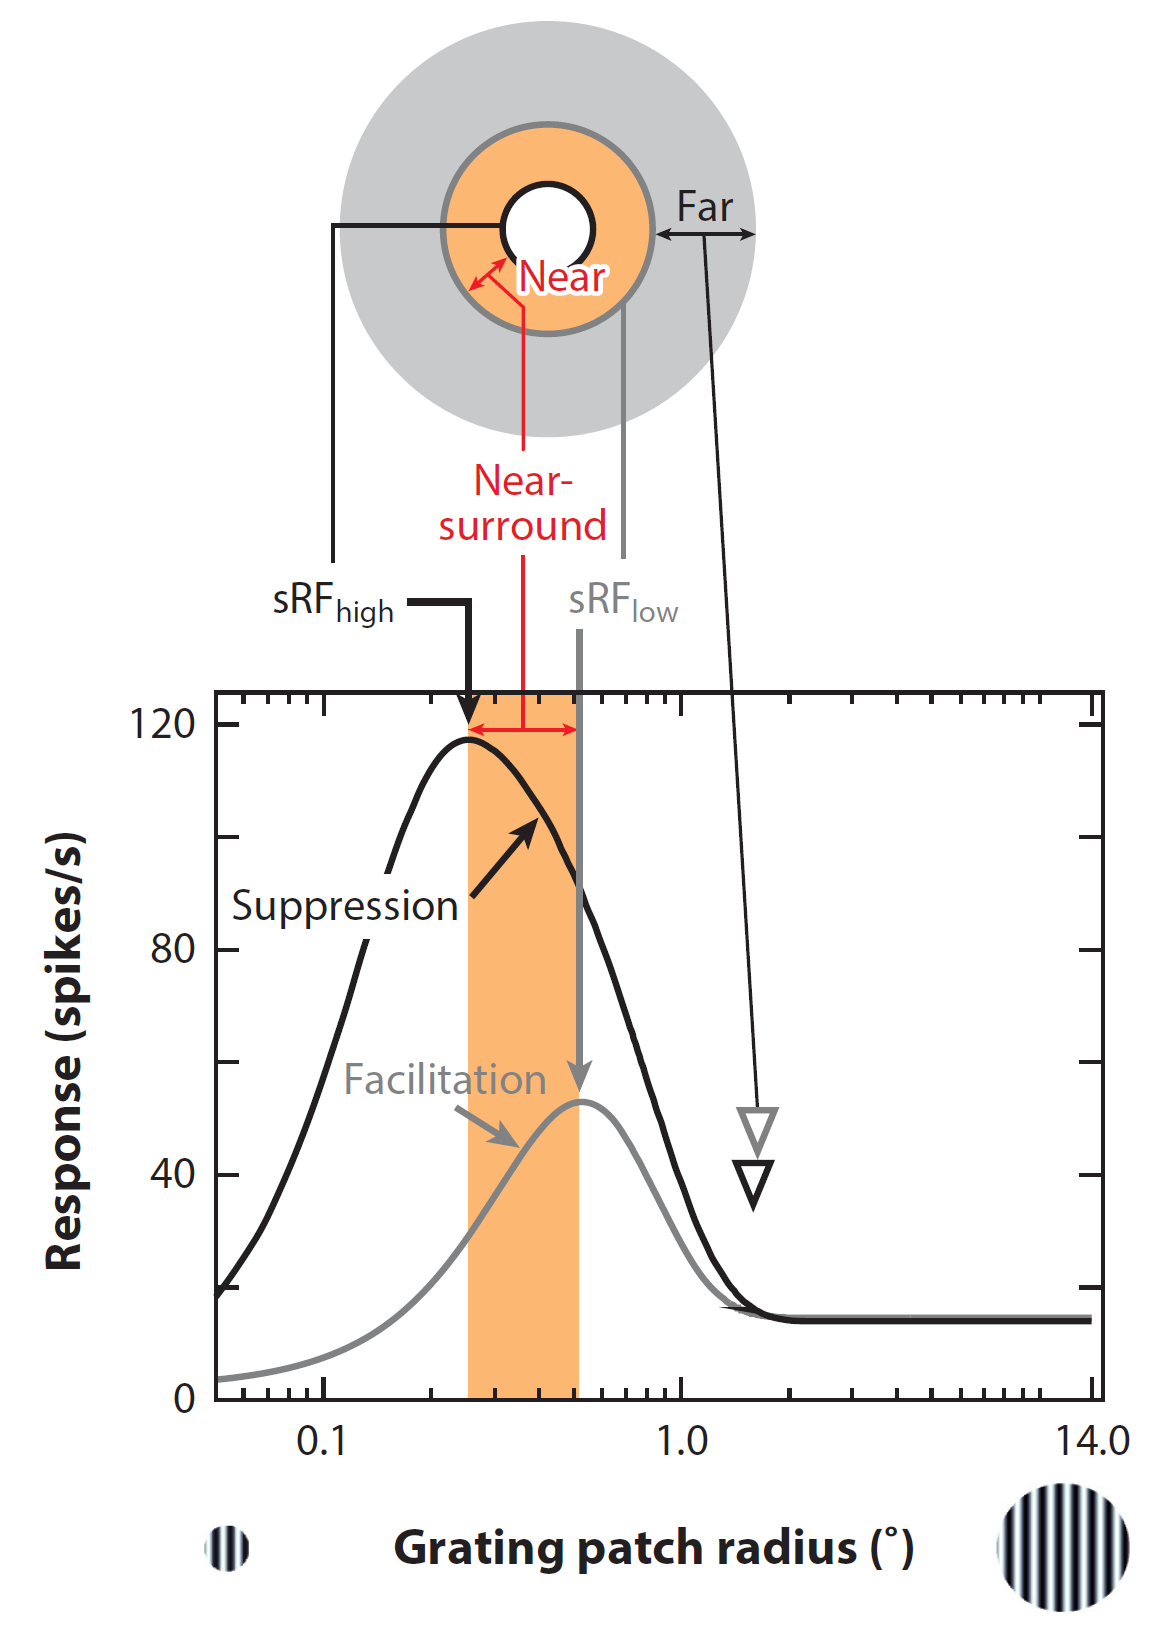 Far
Near
Near-
surround
sRFhigh
sRFlow
120
80
40
0
Response (spikes/s)
Suppression
Facilitation
0.1
1.0
14.0
Grating patch radius (˚)